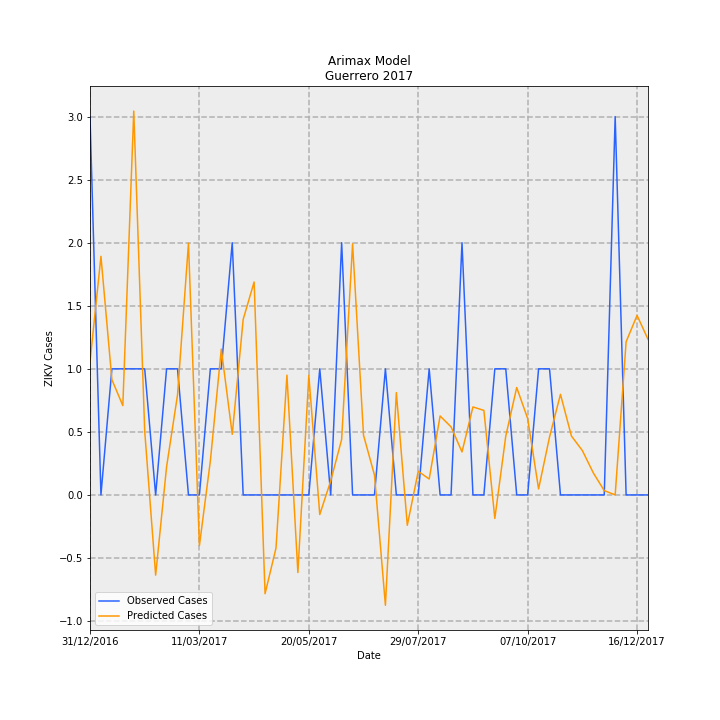 Arimax Model
Guerrero 2017
ZIKV Cases
3.0
2.5
2.0
1.5
1.0
0.5
0.0
−0.5
−1.0
Observed Cases
Predicted Cases
31/12/2016 11/03/2017 20/05/2017 29/07/2017 07/10/2017 16/12/2017
Date